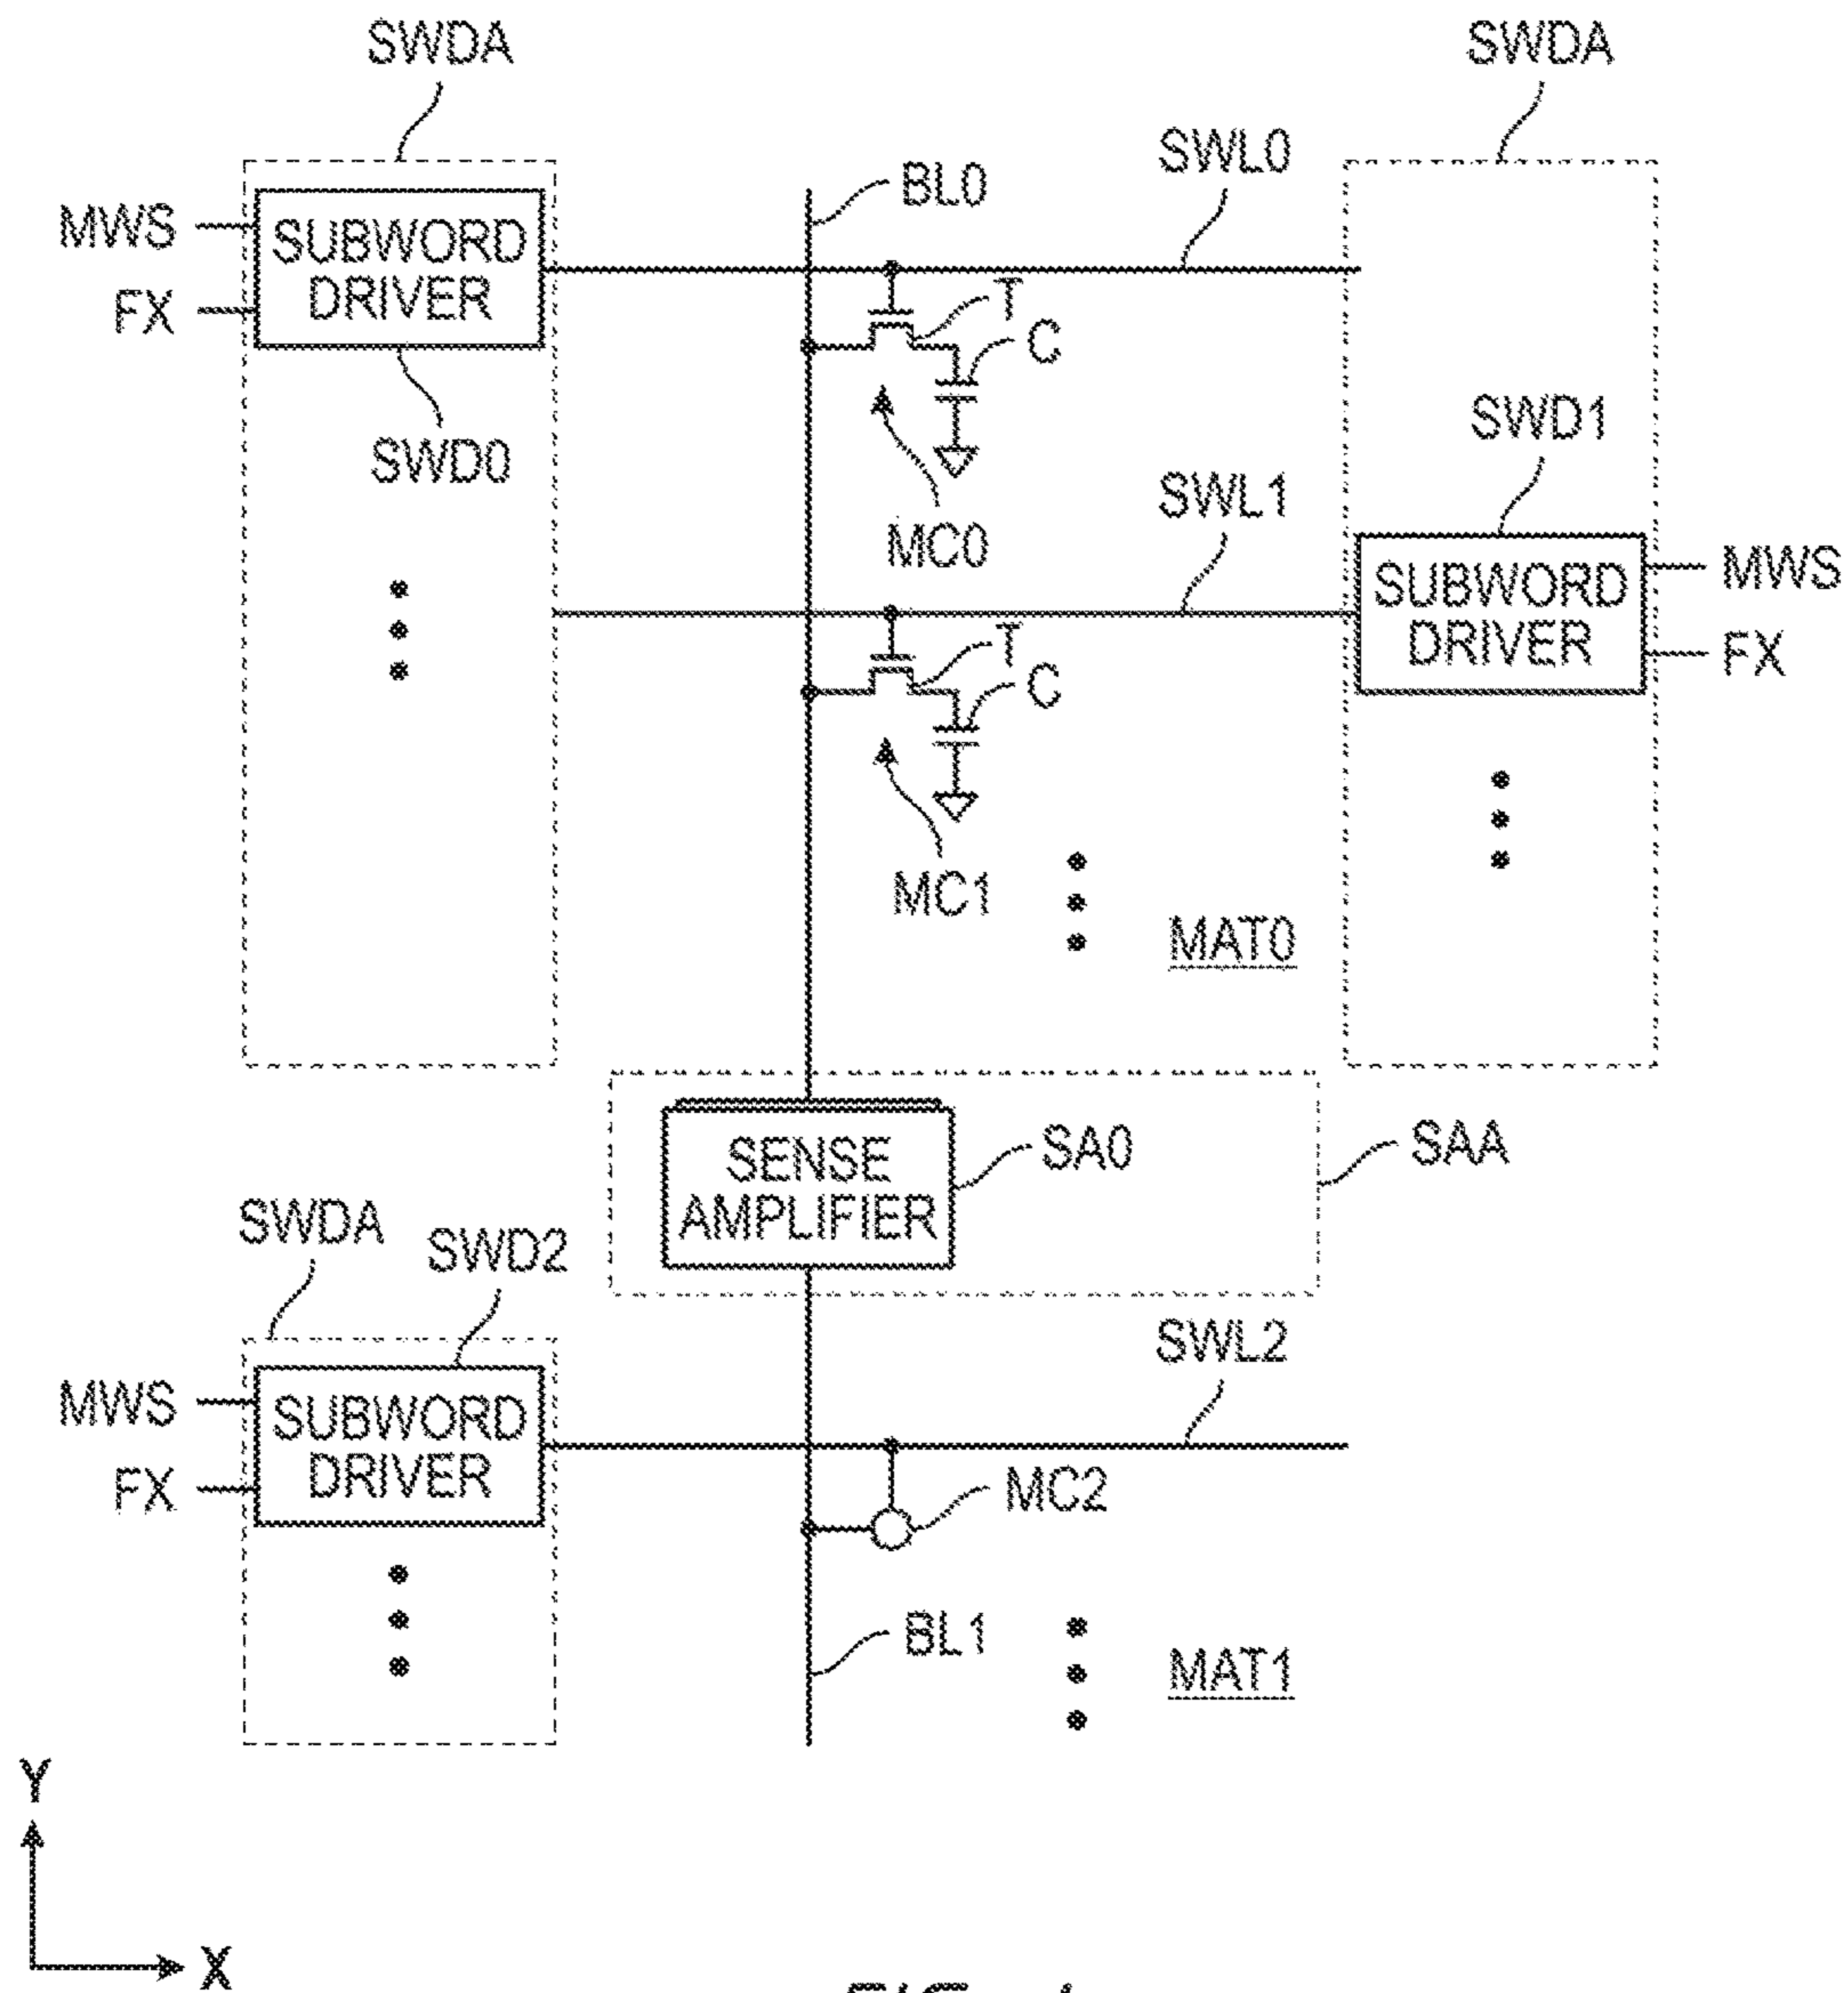 SWDA
SWDA
MWS
SUBWORD
DRIVER
FX
SWD0
BL0
SWL0
T
C
MC0
SWL1
SWD1
SUBWORD
DRIVER
MWS
FX
T
C
MC1
MAT0
SENSE
AMPLIFIER
SA0
SAA
SWDA
SWD2
MWS
SUBWORD
DRIVER
FX
SWL2
MC2
BL1
MAT1
Y
X